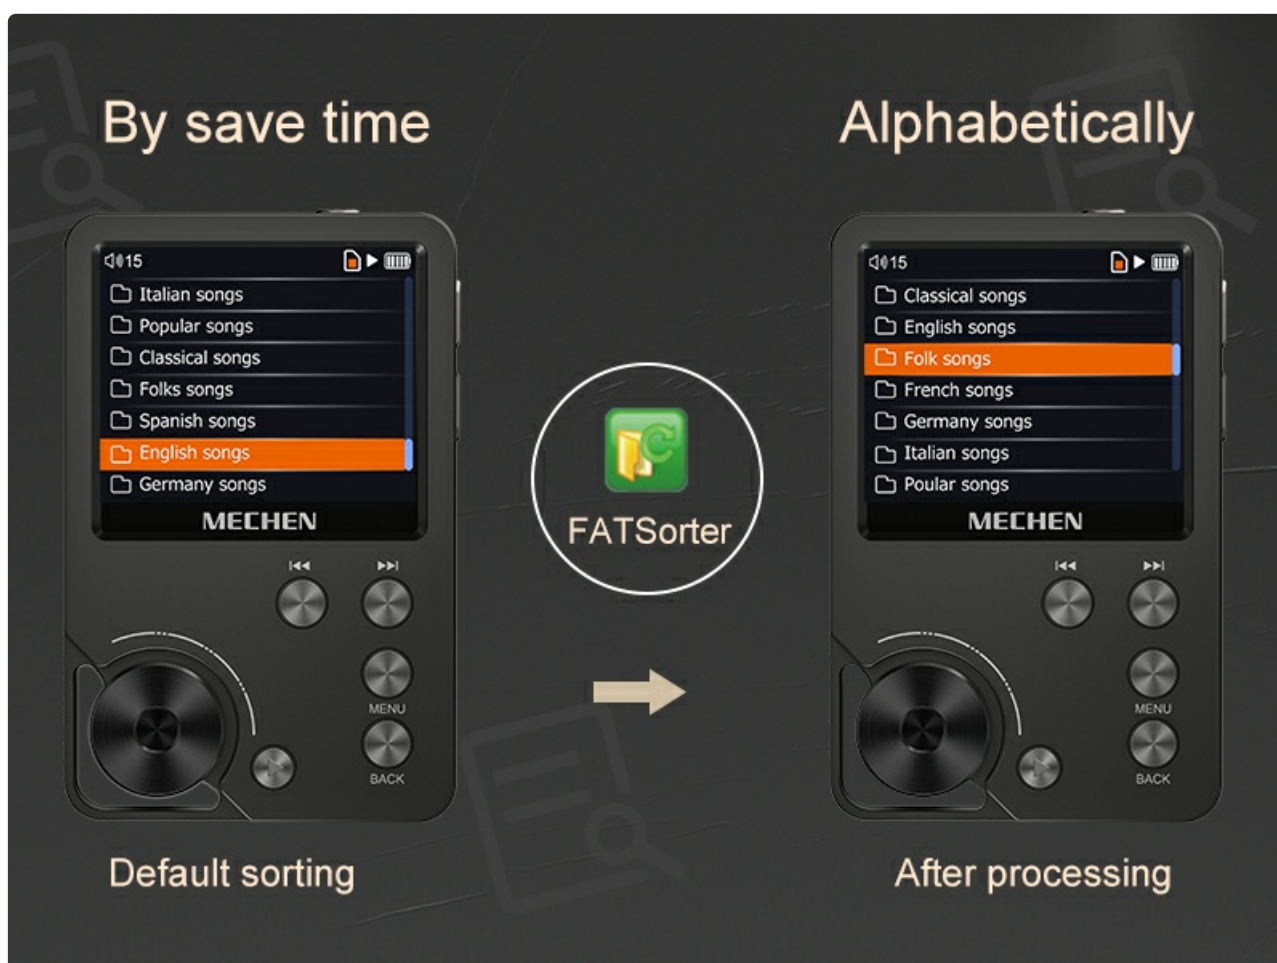 By save time
Alphabetically
15
Italian songs
Popular songs
Classical songs
Folks songs
Spanish songs
English songs
Germany songs
MECHEN
MENU
BACK
FATSorter
15
Classical songs
English songs
Folk songs
French songs
Germany songs
Italian songs
Poular songs
MECHEN
MENU
BACK
Default sorting
After processing